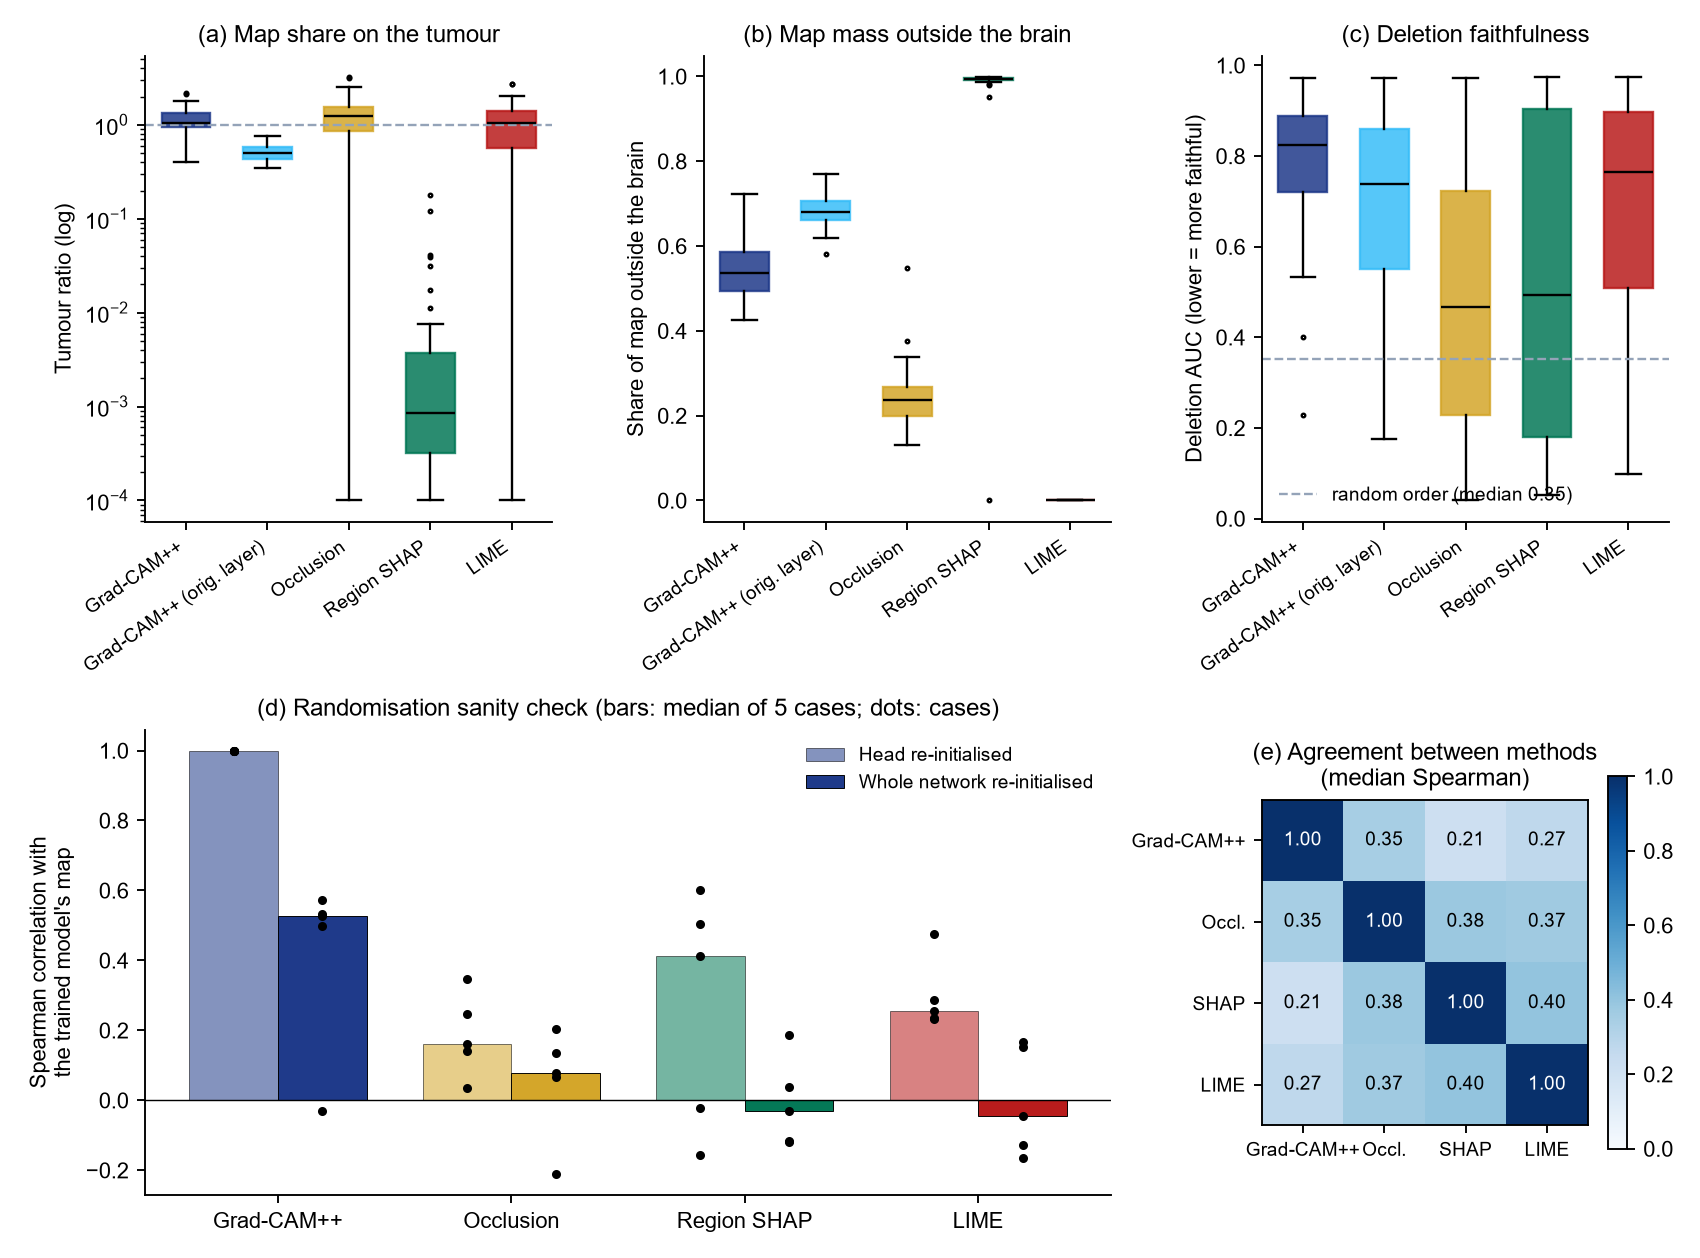 (a) Map share on the tumour
Tumour ratio (log)
10⁰
10⁻¹
10⁻²
10⁻³
10⁻⁴
Grad-CAM++
Grad-CAM++ (orig. layer)
Occlusion
Region SHAP
LIME
(b) Map mass outside the brain
Share of map outside the brain
1.0
0.8
0.6
0.4
0.2
0.0
Grad-CAM++
Grad-CAM++ (orig. layer)
Occlusion
Region SHAP
LIME
(c) Deletion faithfulness
Deletion AUC (lower = more faithful)
1.0
0.8
0.6
0.4
0.2
0.0
random order (median 0.35)
Grad-CAM++
Grad-CAM++ (orig. layer)
Occlusion
Region SHAP
LIME
(d) Randomisation sanity check (bars: median of 5 cases; dots: cases)
Spearman correlation with
the trained model's map
1.0
0.8
0.6
0.4
0.2
0.0
−0.2
Head re-initialised
Whole network re-initialised
Grad-CAM++
Occlusion
Region SHAP
LIME
(e) Agreement between methods
(median Spearman)
Grad-CAM++ 1.00 0.35 0.21 0.27
Occl. 0.35 1.00 0.38 0.37
SHAP 0.21 0.38 1.00 0.40
LIME 0.27 0.37 0.40 1.00
Grad-CAM++ Occl. SHAP LIME
1.0
0.8
0.6
0.4
0.2
0.0